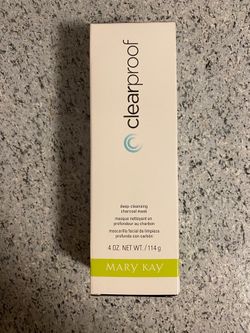 clearproof
deep-cleansing
charcoal mask
masque nettoyant en
profondeur au charbon
mascarilla facial de limpieza
profunda con carbón
4 OZ. NET WT. / 114 g
MARY KAY